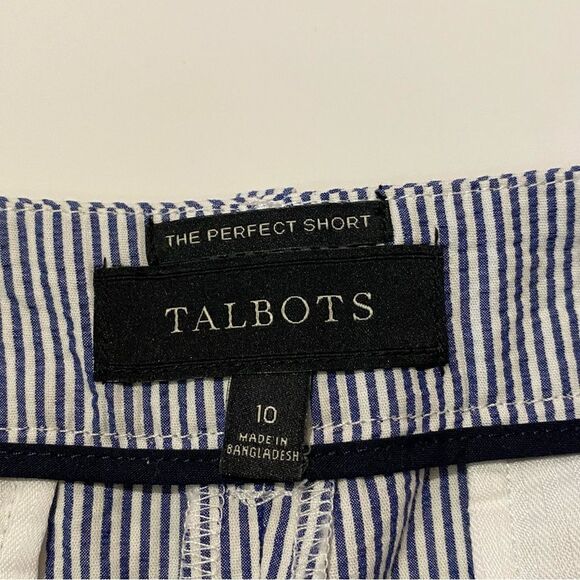 THE PERFECT SHORT
TALBOTS
10
MADE IN
BANGLADESH